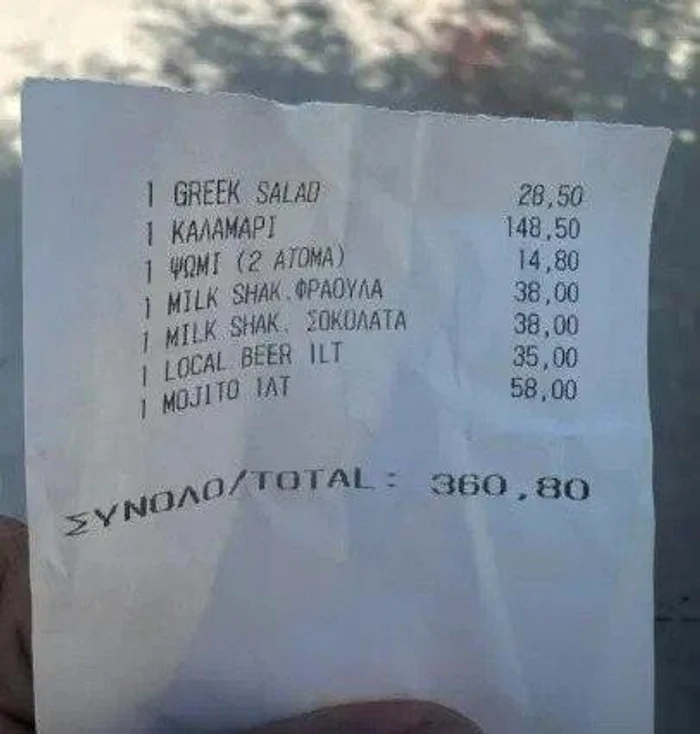 1 GREEK SALAD 28,50
1 ΚΑΛΑΜΑΡΙ 148,50
1 ΨΩΜΙ (2 ΑΤΟΜΑ) 14,80
1 MILK SHAK.ΦΡΑΟΥΛΑ 38,00
1 MILK SHAK. ΣΟΚΟΛΑΤΑ 38,00
1 LOCAL BEER 1LT 35,00
1 MOJITO 1ΛΤ 58,00
ΣΥΝΟΛΟ/TOTAL: 360,80